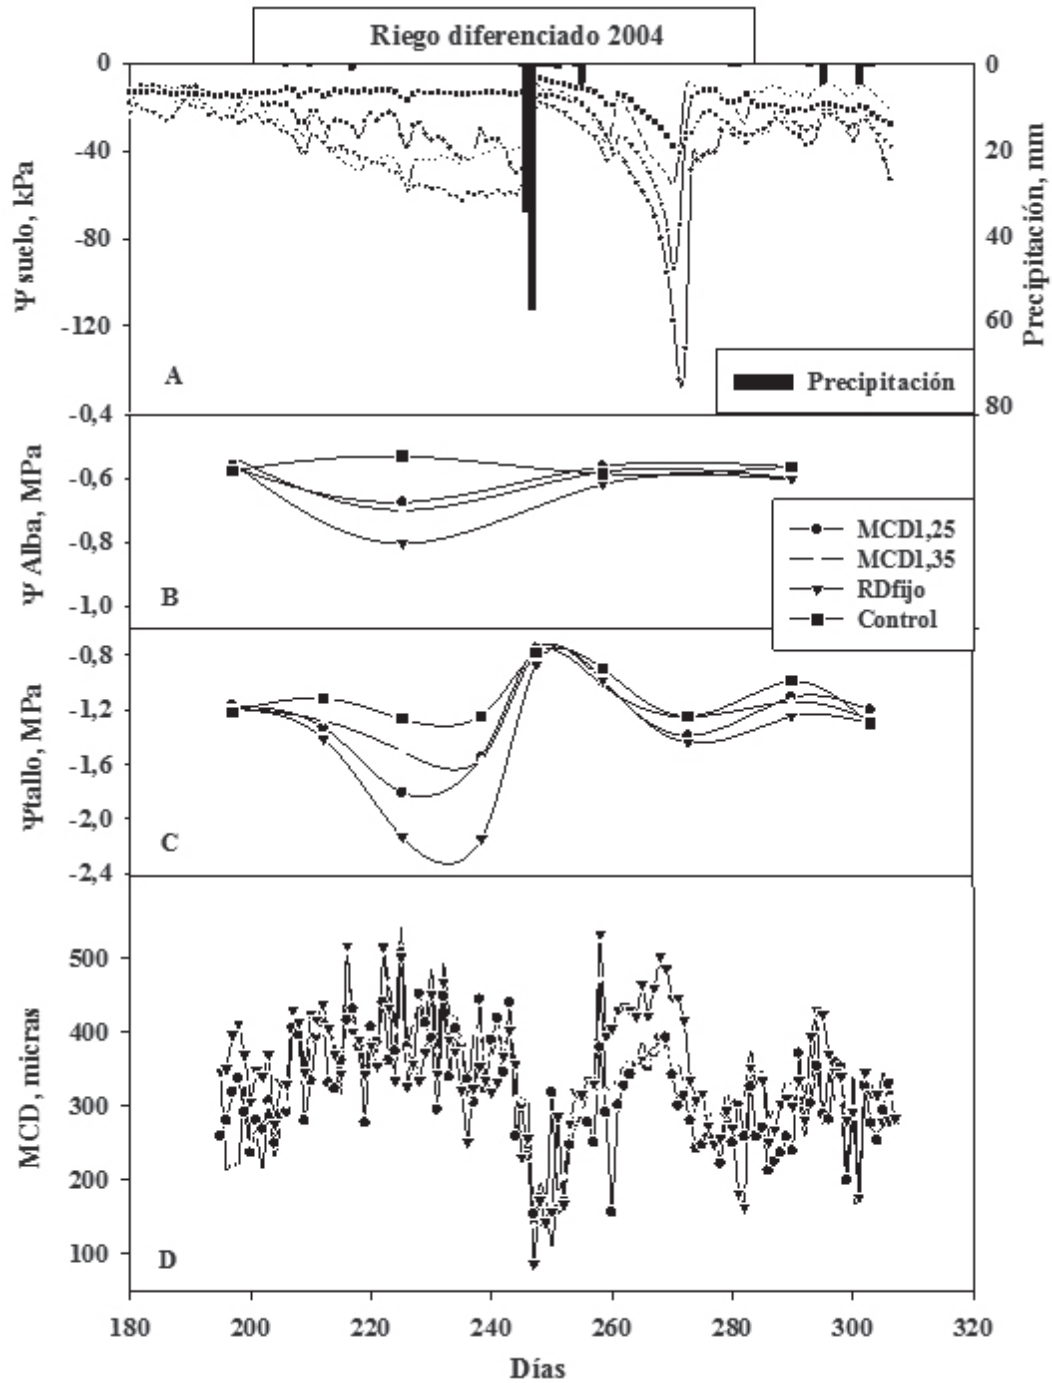 Riego diferenciado 2004
0
-40
-80
-120
Ψ suelo, kPa
0
20
40
60
80
Precipitación, mm
A
Precipitación
-0,4
-0,6
-0,8
-1,0
Ψ Alba, MPa
B
MCD1,25
MCD1,35
RDfijo
Control
-0,8
-1,2
-1,6
-2,0
-2,4
Ψtallo, MPa
C
500
400
300
200
100
MCD, micras
D
180 200 220 240 260 280 300 320
Días